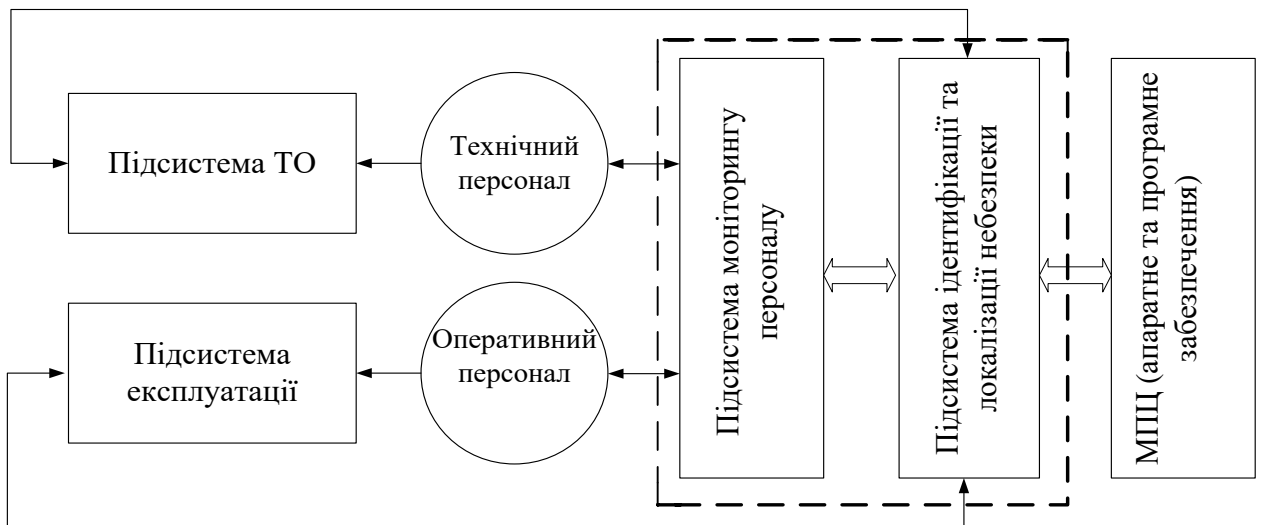 Підсистема ТО
Технічний
персонал
Підсистема
експлуатації
Оперативний
персонал
Підсистема моніторингу
персоналу
Підсистема ідентифікації та
локалізації небезпеки
МПЦ (апаратне та програмне
забезпечення)